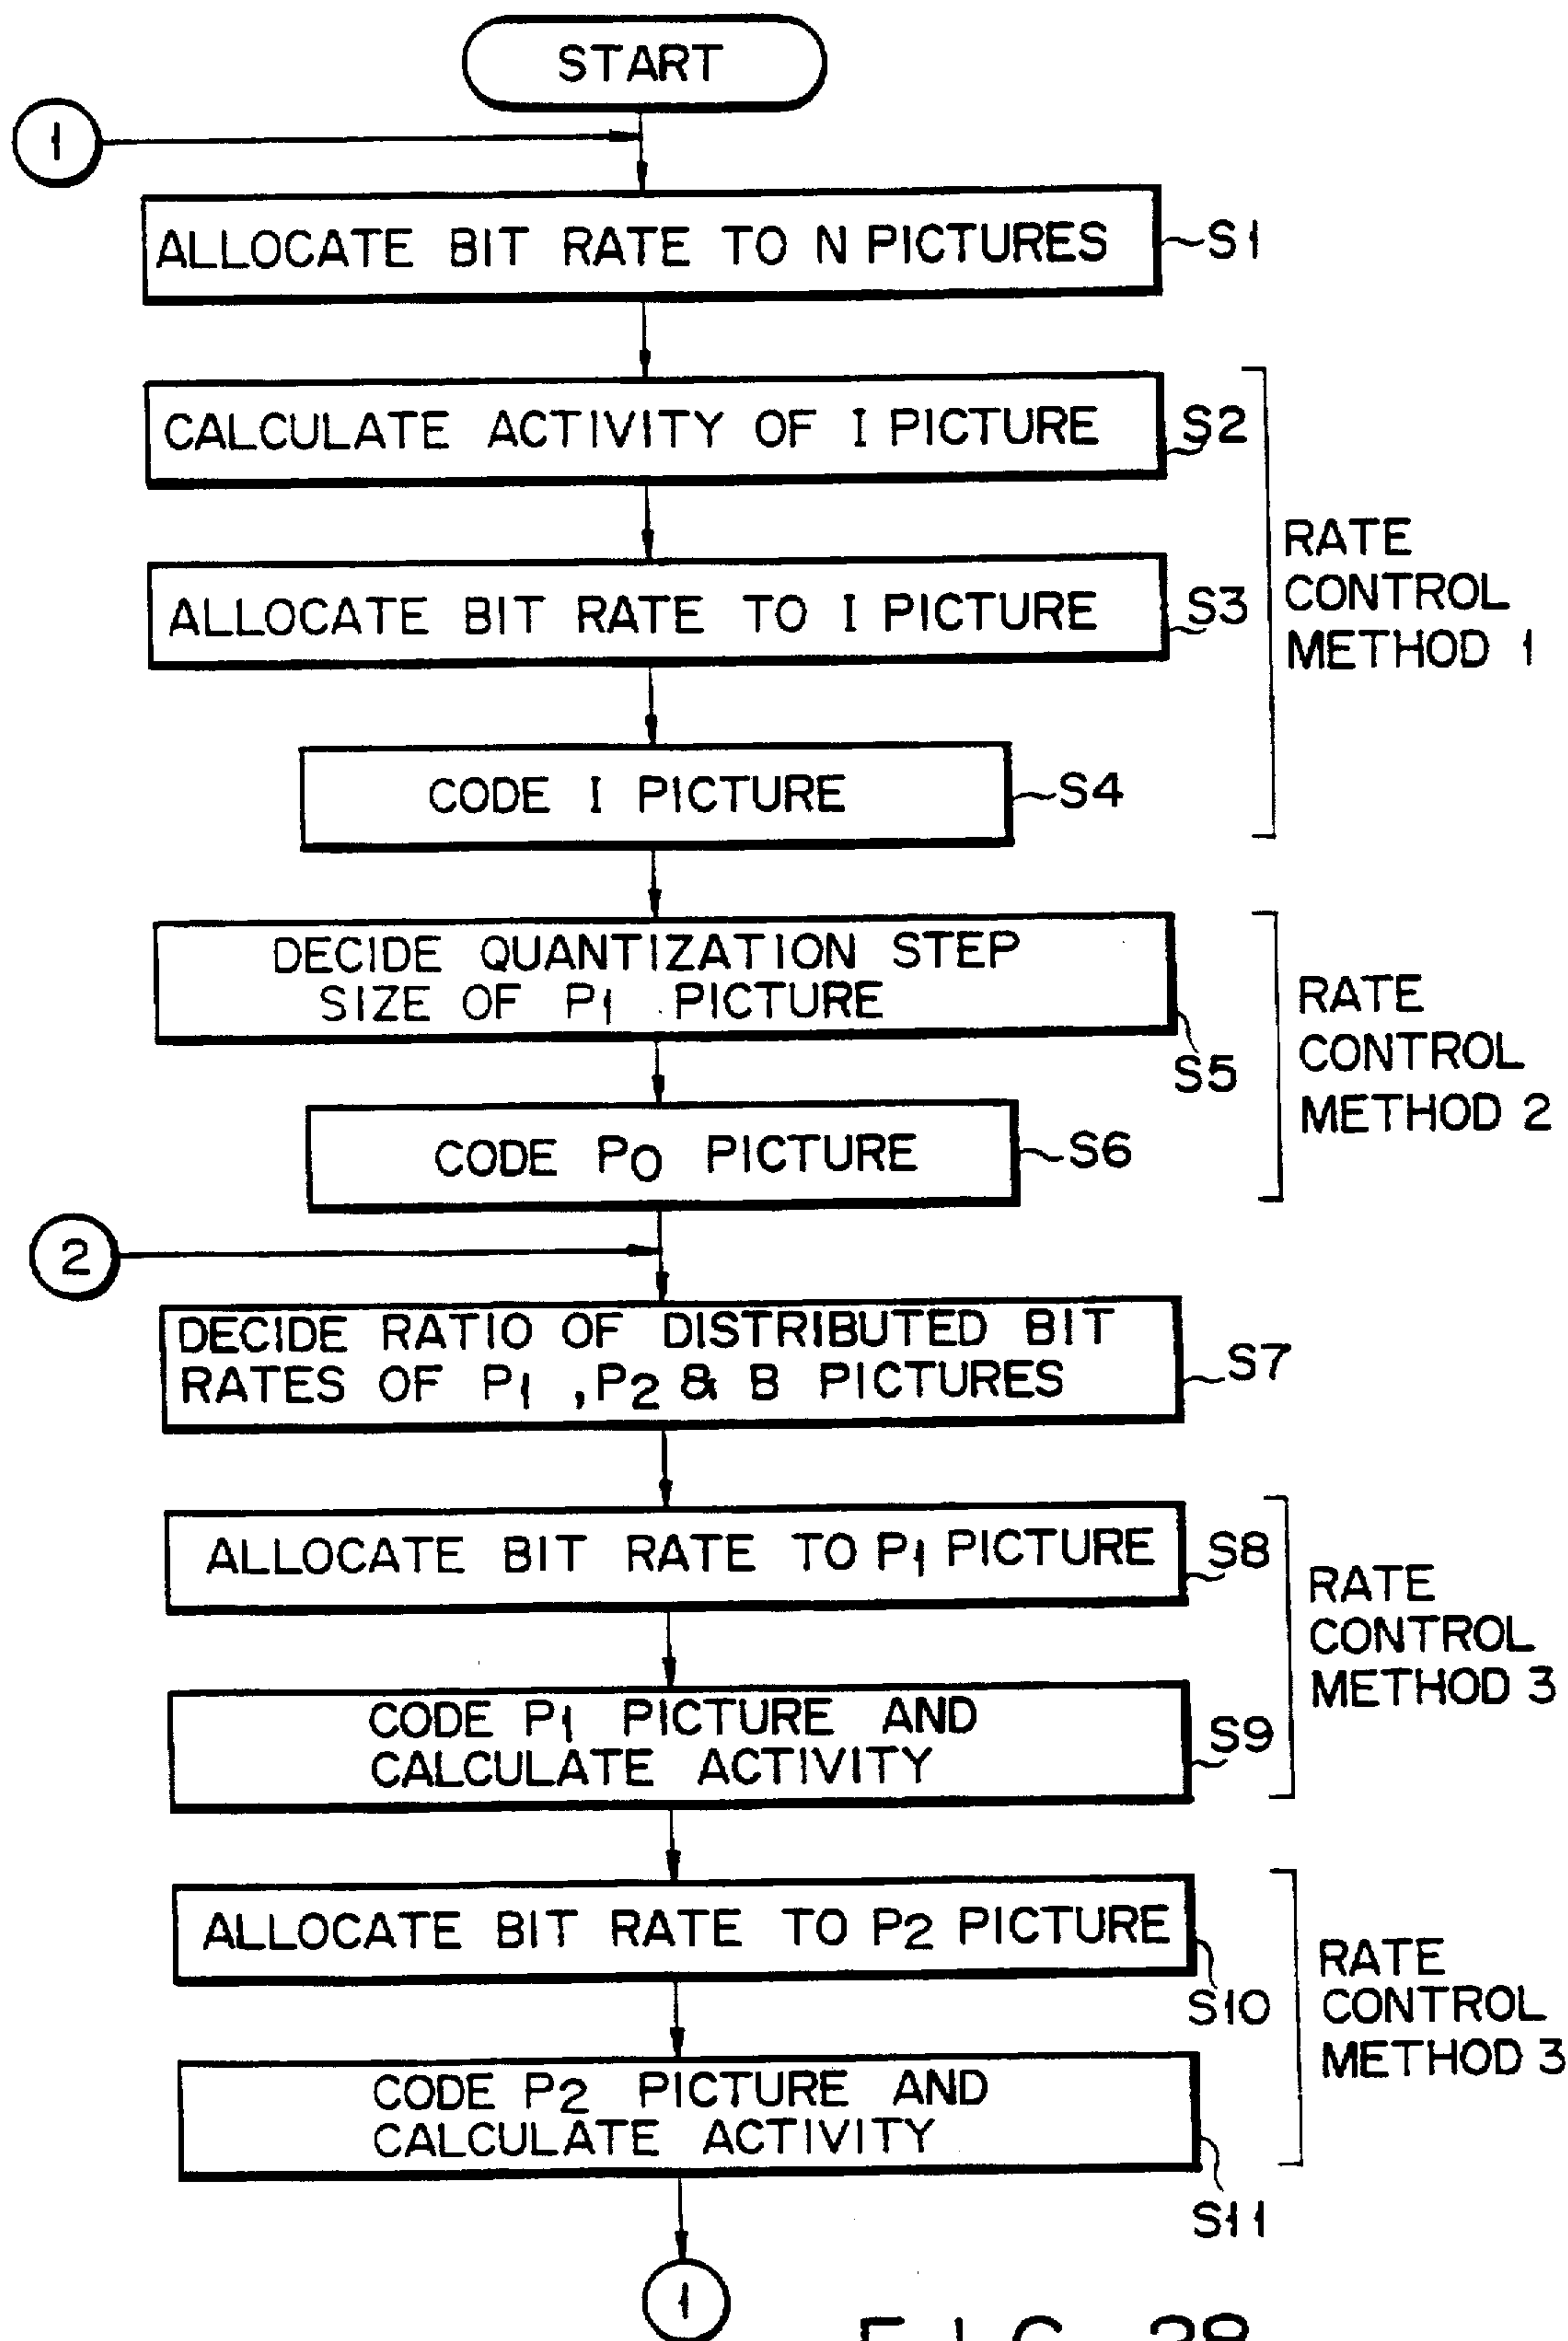 START
1
ALLOCATE BIT RATE TO N PICTURES
S1
CALCULATE ACTIVITY OF I PICTURE
S2
ALLOCATE BIT RATE TO I PICTURE
S3
CODE I PICTURE
S4
RATE
CONTROL
METHOD 1
DECIDE QUANTIZATION STEP
SIZE OF P1 PICTURE
S5
CODE P0 PICTURE
S6
RATE
CONTROL
METHOD 2
2
DECIDE RATIO OF DISTRIBUTED BIT
RATES OF P1 ,P2 & B PICTURES
S7
ALLOCATE BIT RATE TO P1 PICTURE
S8
CODE P1 PICTURE AND
CALCULATE ACTIVITY
S9
RATE
CONTROL
METHOD 3
ALLOCATE BIT RATE TO P2 PICTURE
S10
CODE P2 PICTURE AND
CALCULATE ACTIVITY
S11
RATE
CONTROL
METHOD 3
1